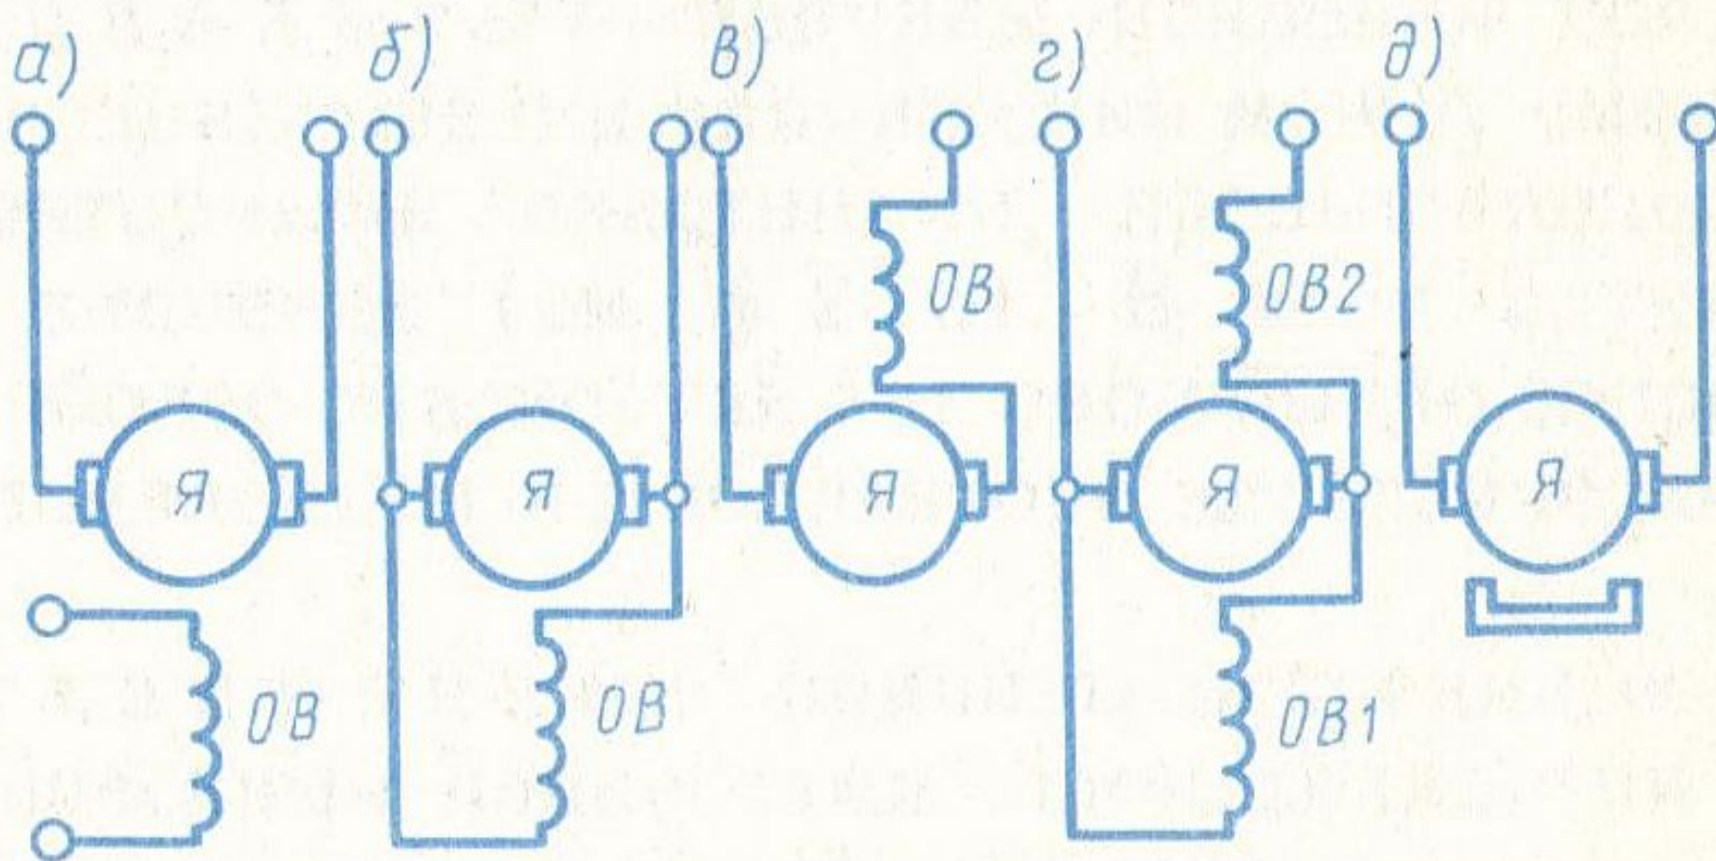 а) б) в) г) д)
ОВ ОВ2
Я Я Я Я Я
ОВ ОВ ОВ1